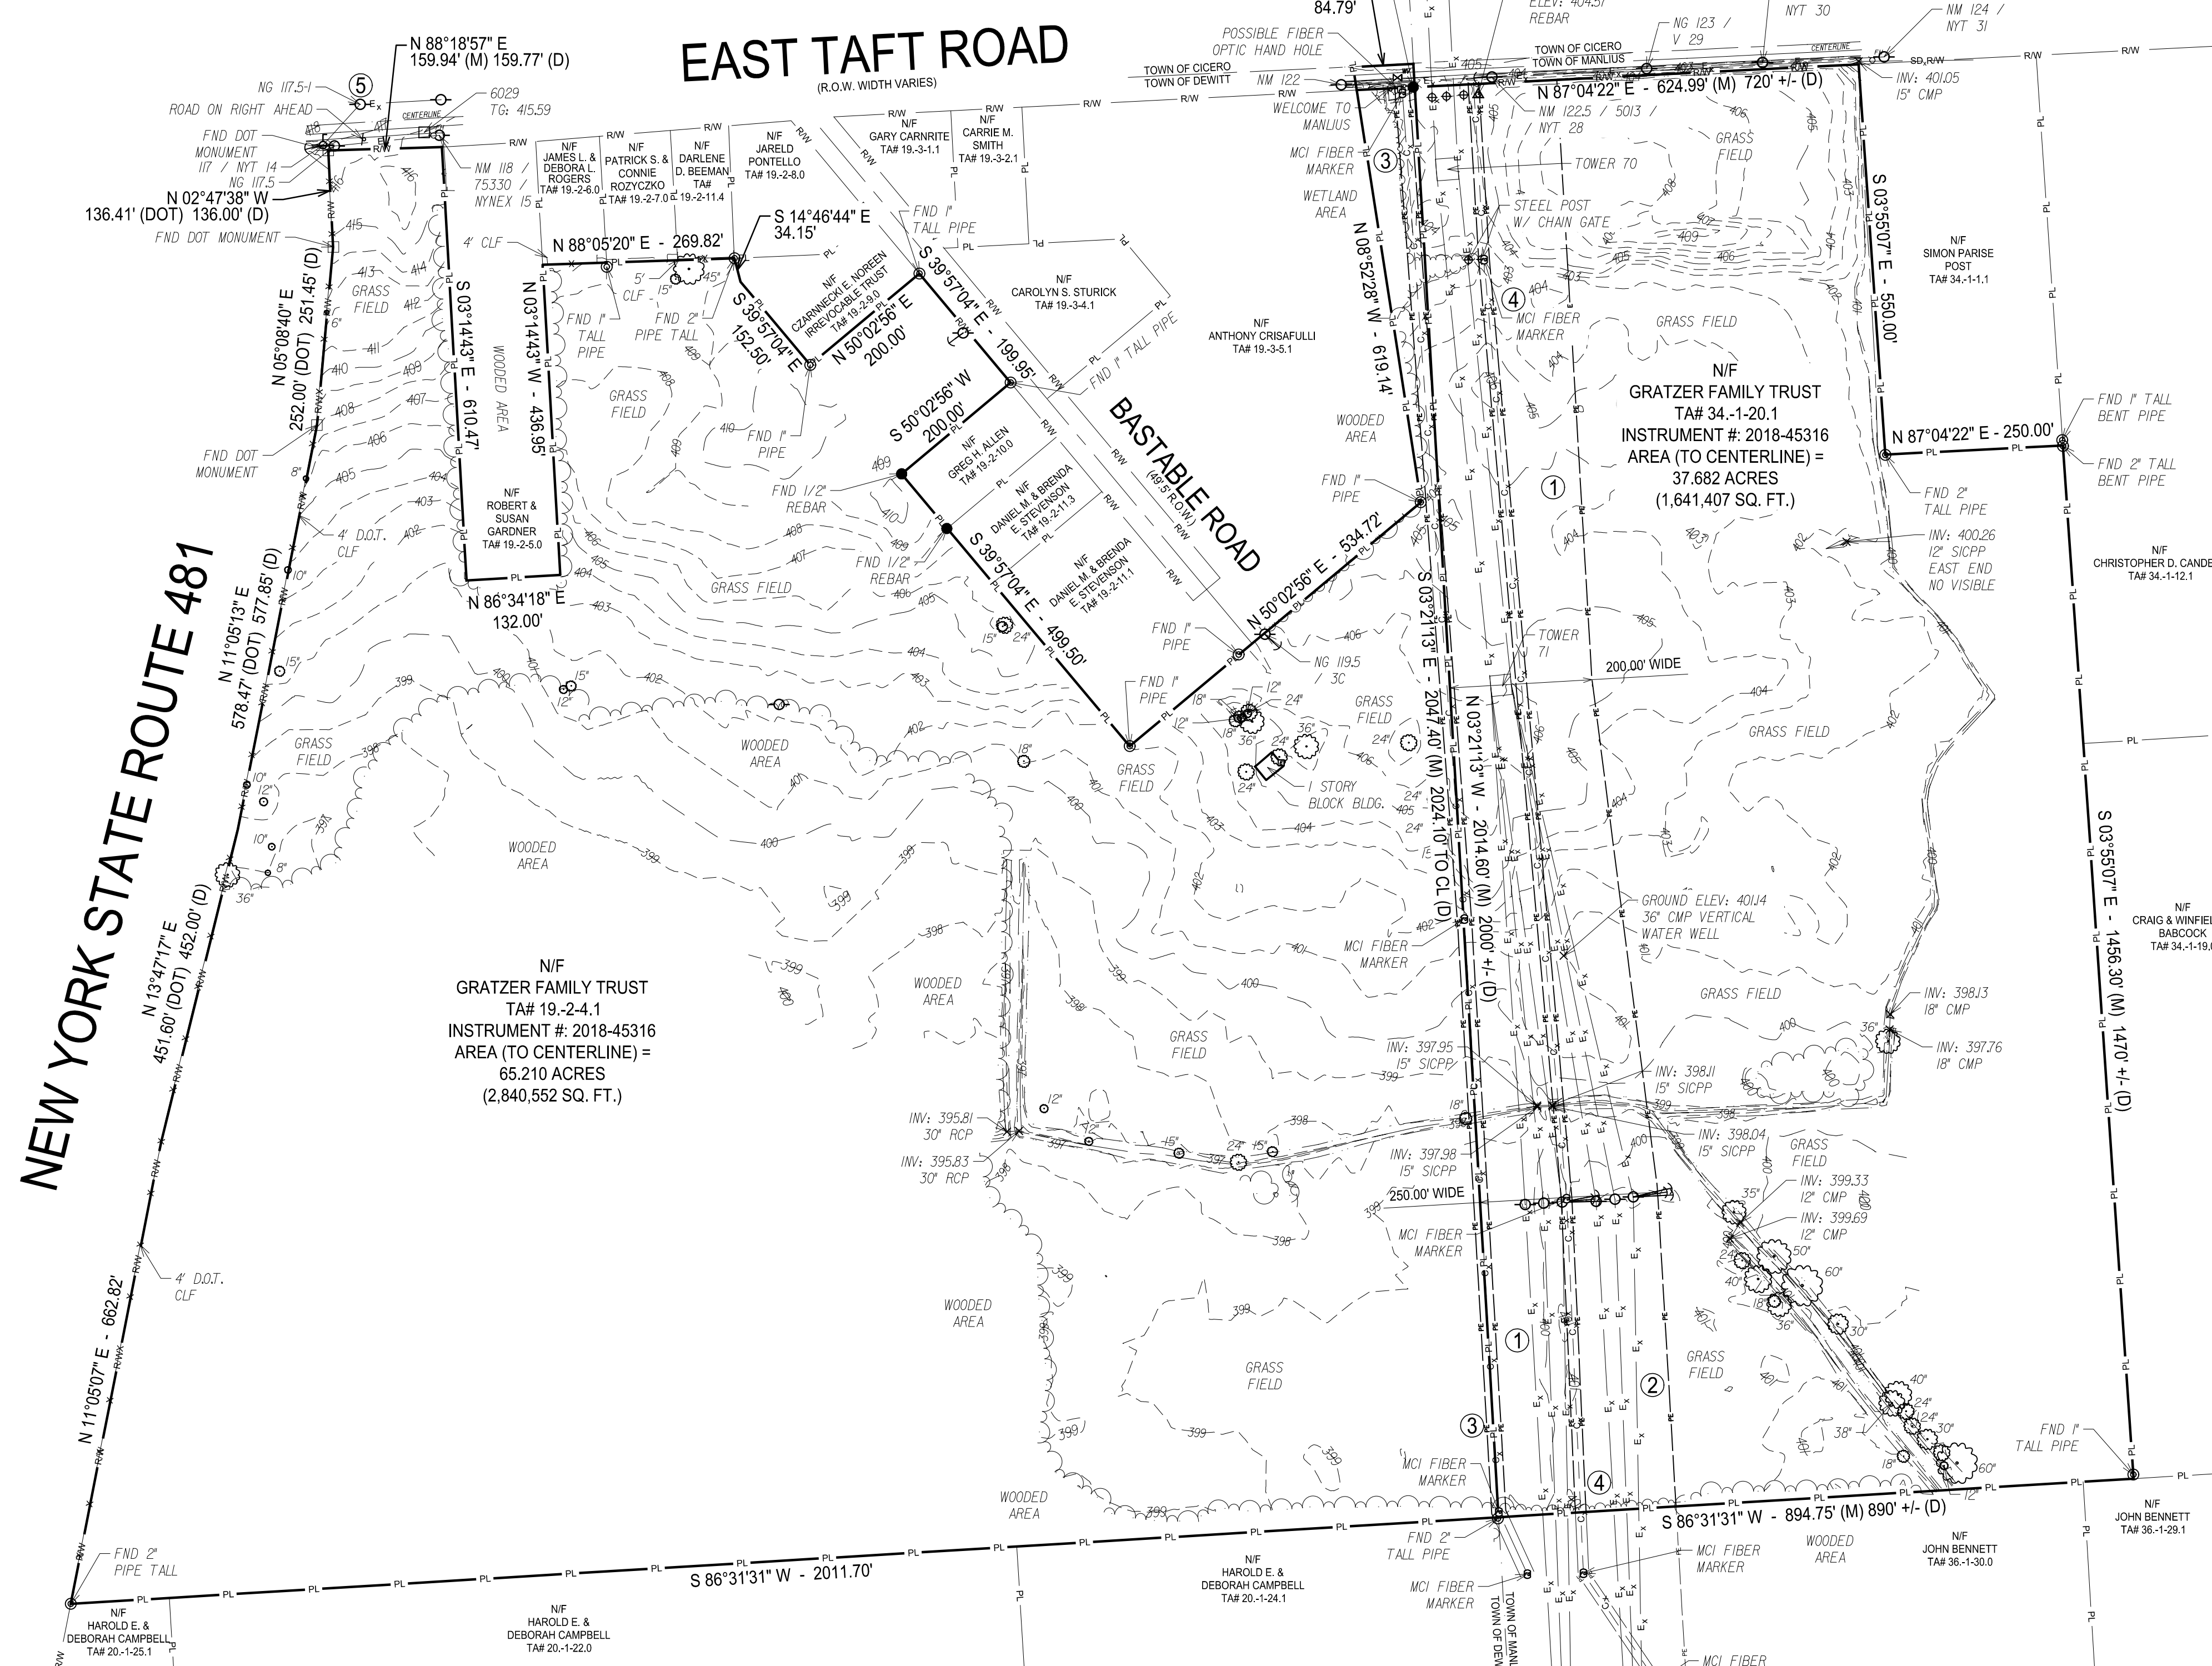 EAST TAFT ROAD
(R.O.W. WIDTH VARIES)
N 88°18'57" E
159.94' (M) 159.77' (D)
NG 117.5-1
5
ROAD ON RIGHT AHEAD
6029
TG: 415.59
CENTERLINE
FND DOT
MONUMENT
117 / NYT 14
NG 117.5
N 02°47'38" W
136.41' (DOT) 136.00' (D)
FND DOT MONUMENT
NM 118 /
75330 /
NYNEX 15
N/F
JAMES L. &
DEBORA L.
ROGERS
TA# 19.-2-6.0
N/F
PATRICK S. &
CONNIE
ROZYCZKO
TA# 19.-2-7.0
N/F
DARLENE
D. BEEMAN
TA#
19.-2-11.4
N/F
JARELD
PONTELLO
TA# 19.-2-8.0
N/F
GARY CARNRITE
TA# 19.-3-1.1
N/F
CARRIE M.
SMITH
TA# 19.-3-2.1
84.79'
POSSIBLE FIBER
OPTIC HAND HOLE
TOWN OF CICERO
TOWN OF DEWITT
NM 122
WELCOME TO
MANLIUS
MCI FIBER
MARKER
3
WETLAND
AREA
ELEV: 404.51
REBAR
NG 123 /
V 29
NYT 30
NM 124 /
NYT 31
TOWN OF CICERO
TOWN OF MANLIUS
CENTERLINE
N 87°04'22" E - 624.99' (M) 720' +/- (D)
INV: 401.05
15" CMP
NM 122.5 / 5013 /
NYT 28
TOWER 70
GRASS
FIELD
STEEL POST
W/ CHAIN GATE
4
MCI FIBER
MARKER
GRASS FIELD
S 03°55'07" E - 550.00'
N/F
SIMON PARISE
POST
TA# 34.-1-1.1
4' CLF
N 88°05'20" E - 269.82'
S 14°46'44" E
34.15'
FND 1"
TALL PIPE
5'
CLF
15"
45"
FND 1"
TALL
PIPE
FND 2"
PIPE TALL
S 39°57'04" E
152.50'
N/F
CZARNNECKI E. NOREEN
IRREVOCABLE TRUST
TA# 19.-2-9.0
N 50°02'56" E
200.00'
S 39°57'04" E - 199.95'
N/F
CAROLYN S. STURICK
TA# 19.-3-4.1
FND 1" TALL PIPE
N/F
ANTHONY CRISAFULLI
TA# 19.-3-5.1
N 08°52'28" W - 619.14'
N 05°08'40" E
252.00' (DOT) 251.45' (D)
GRASS
FIELD
S 03°14'43" E - 610.47'
WOODED AREA
N 03°14'43" W - 436.95'
GRASS
FIELD
FND 1"
PIPE
S 50°02'56" W
200.00'
N/F
GREG H. ALLEN
TA# 19.-2-10.0
N/F
DANIEL M. & BRENDA
E. STEVENSON
TA# 19.-2-11.3
N/F
DANIEL M. & BRENDA
E. STEVENSON
TA# 19.-2-11.1
BASTABLE ROAD
(49.5' R.O.W.)
WOODED
AREA
FND 1"
PIPE
N/F
GRATZER FAMILY TRUST
TA# 34.-1-20.1
INSTRUMENT #: 2018-45316
AREA (TO CENTERLINE) =
37.682 ACRES
(1,641,407 SQ. FT.)
N 87°04'22" E - 250.00'
FND 1" TALL
BENT PIPE
FND 2" TALL
BENT PIPE
FND 2"
TALL PIPE
INV: 400.26
12" SICPP
EAST END
NO VISIBLE
N/F
CHRISTOPHER D. CANDE
TA# 34.-1-12.1
1
FND DOT
MONUMENT
N/F
ROBERT &
SUSAN
GARDNER
TA# 19.-2-5.0
4' D.O.T.
CLF
N 86°34'18" E
132.00'
FND 1/2"
REBAR
FND 1/2"
REBAR
GRASS FIELD
S 39°57'04" E - 499.50'
N 50°02'56" E - 534.72'
FND 1"
PIPE
NG 119.5
/ 3C
FND 1"
PIPE
S 03°21'13" E - 2047.40' (M) 2024.10' TO CL (D)
N 03°21'13" W - 2014.60' (M) 2000' +/- (D)
TOWER
71
200.00' WIDE
NEW YORK STATE ROUTE 481
N 11°05'13" E
578.47' (DOT) 577.85' (D)
GRASS
FIELD
WOODED
AREA
WOODED
AREA
GRASS
FIELD
1 STORY
BLOCK BLDG.
GRASS
FIELD
GRASS FIELD
S 03°55'07" E - 1456.30' (M) 1470' +/- (D)
N/F
CRAIG & WINFIEL
BABCOCK
TA# 34.-1-19.0
GROUND ELEV: 401.14
36" CMP VERTICAL
WATER WELL
MCI FIBER
MARKER
N 13°47'17" E
451.60' (DOT) 452.00' (D)
N/F
GRATZER FAMILY TRUST
TA# 19.-2-4.1
INSTRUMENT #: 2018-45316
AREA (TO CENTERLINE) =
65.210 ACRES
(2,840,552 SQ. FT.)
WOODED
AREA
GRASS
FIELD
GRASS FIELD
INV: 398.13
18" CMP
INV: 397.76
18" CMP
INV: 397.95
15" SICPP
INV: 398.11
15" SICPP
INV: 398.04
15" SICPP
INV: 395.81
30" RCP
INV: 395.83
30" RCP
INV: 397.98
15" SICPP
250.00' WIDE
MCI FIBER
MARKER
GRASS
FIELD
INV: 399.33
12" CMP
INV: 399.69
12" CMP
4' D.O.T.
CLF
N 11°05'07" E - 662.82'
WOODED
AREA
GRASS
FIELD
GRASS
FIELD
1
2
3
4
MCI FIBER
MARKER
FND 1"
TALL PIPE
WOODED
AREA
FND 2"
TALL PIPE
S 86°31'31" W - 894.75' (M) 890' +/- (D)
WOODED
AREA
N/F
JOHN BENNETT
TA# 36.-1-30.0
N/F
JOHN BENNETT
TA# 36.-1-29.1
MCI FIBER
MARKER
FND 2"
PIPE TALL
S 86°31'31" W - 2011.70'
N/F
HAROLD E. &
DEBORAH CAMPBELL
TA# 20.-1-25.1
N/F
HAROLD E. &
DEBORAH CAMPBELL
TA# 20.-1-22.0
N/F
HAROLD E. &
DEBORAH CAMPBELL
TA# 20.-1-24.1
MCI FIBER
MARKER
TOWN OF MANL
TOWN OF DEW
MCI FIBER